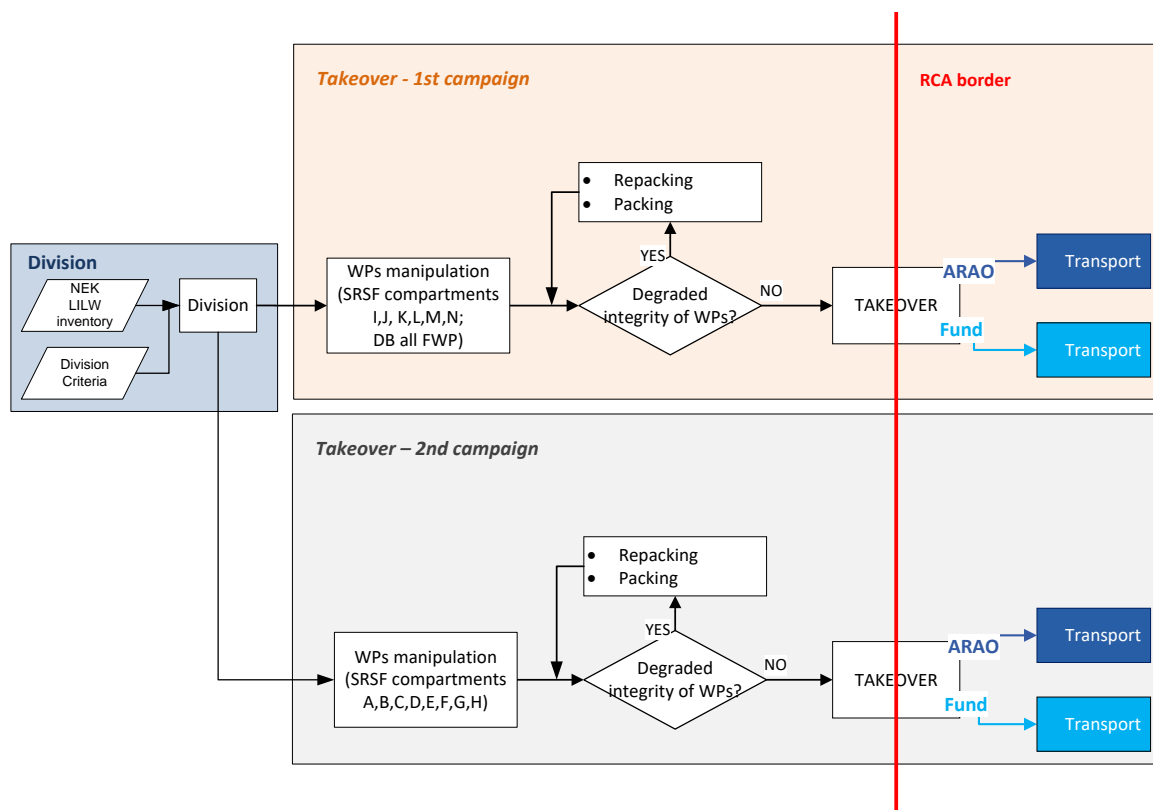 Takeover - 1st campaign
RCA border
Repacking
Packing
Division
NEK
LILW
inventory
Division
Criteria
Division
WPs manipulation
(SRSF compartments
I,J, K,L,M,N;
DB all FWP)
YES
Degraded
integrity of WPs?
NO
TAKEOVER
ARAO
Transport
Fund
Transport
Takeover – 2nd campaign
Repacking
Packing
WPs manipulation
(SRSF compartments
A,B,C,D,E,F,G,H)
YES
Degraded
integrity of WPs?
NO
TAKEOVER
ARAO
Transport
Fund
Transport